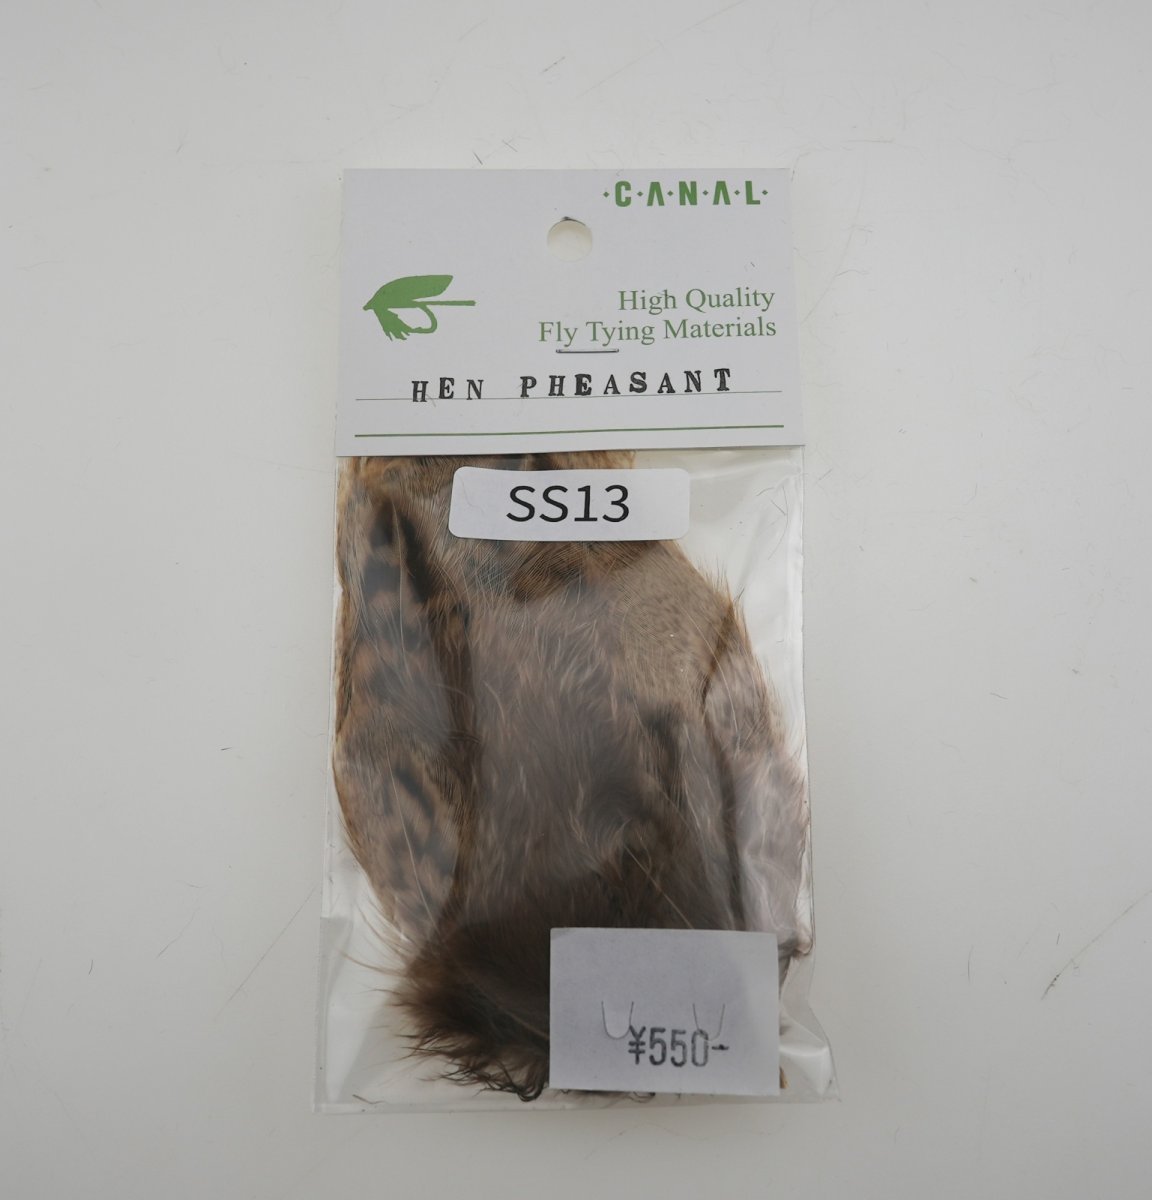 ·C·A·N·A·L·
High Quality
Fly Tying Materials
HEN PHEASANT
SS13
¥550-